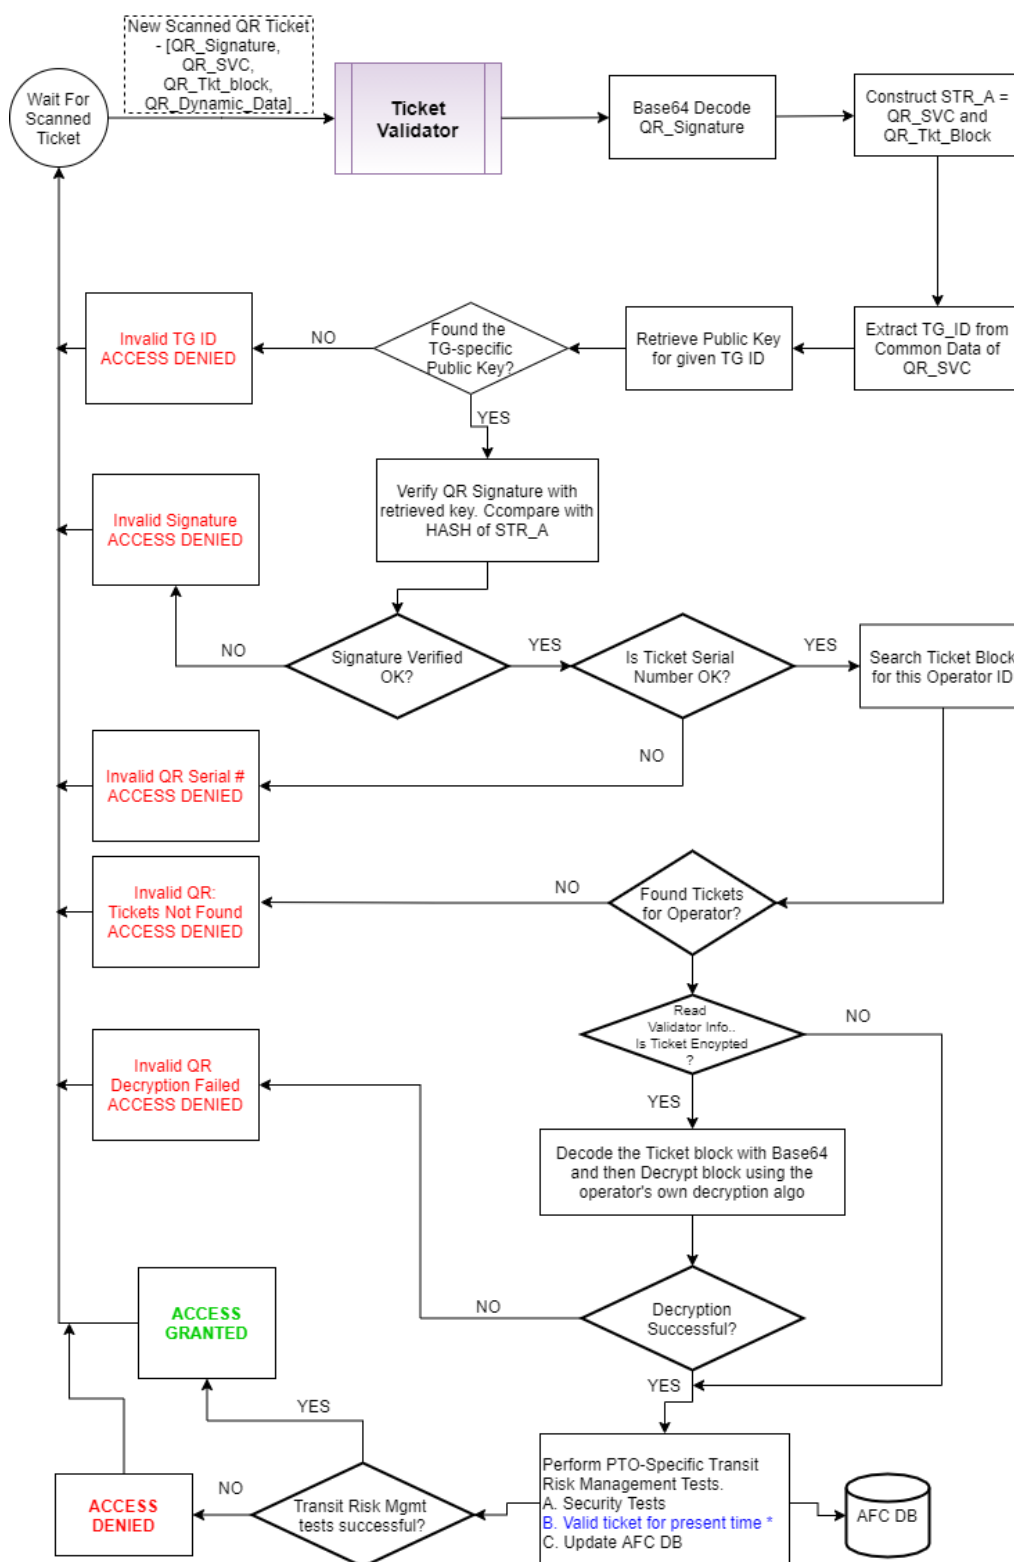 New Scanned QR Ticket
- [QR_Signature,
QR_SVC,
QR_Tkt_block,
QR_Dynamic_Data]
Wait For
Scanned
Ticket
Ticket
Validator
Base64 Decode
QR_Signature
Construct STR_A =
QR_SVC and
QR_Tkt_Block
Invalid TG ID
ACCESS DENIED
NO
Found the
TG-specific
Public Key?
Retrieve Public Key
for given TG ID
Extract TG_ID from
Common Data of
QR_SVC
YES
Verify QR Signature with
retrieved key. Ccompare with
HASH of STR_A
Invalid Signature
ACCESS DENIED
NO
Signature Verified
OK?
YES
Is Ticket Serial
Number OK?
YES
Search Ticket Block
for this Operator ID
NO
Invalid QR Serial #
ACCESS DENIED
Invalid QR:
Tickets Not Found
ACCESS DENIED
NO
Found Tickets
for Operator?
Read
Validator Info..
Is Ticket Encypted
?
NO
YES
Invalid QR
Decryption Failed
ACCESS DENIED
Decode the Ticket block with Base64
and then Decrypt block using the
operator's own decryption algo
NO
Decryption
Successful?
YES
ACCESS
GRANTED
YES
Perform PTO-Specific Transit
Risk Management Tests.
A. Security Tests
B. Valid ticket for present time *
C. Update AFC DB
AFC DB
Transit Risk Mgmt
tests successful?
NO
ACCESS
DENIED